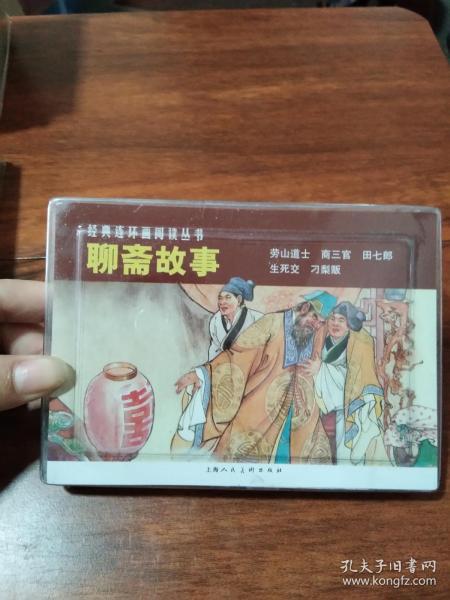 经典连环画阅读丛书
聊斋故事
劳山道士 商三官 田七郎
生死交 刁梨贩
囍
上海人民美术出版社
孔夫子旧书网
www.kongfz.com